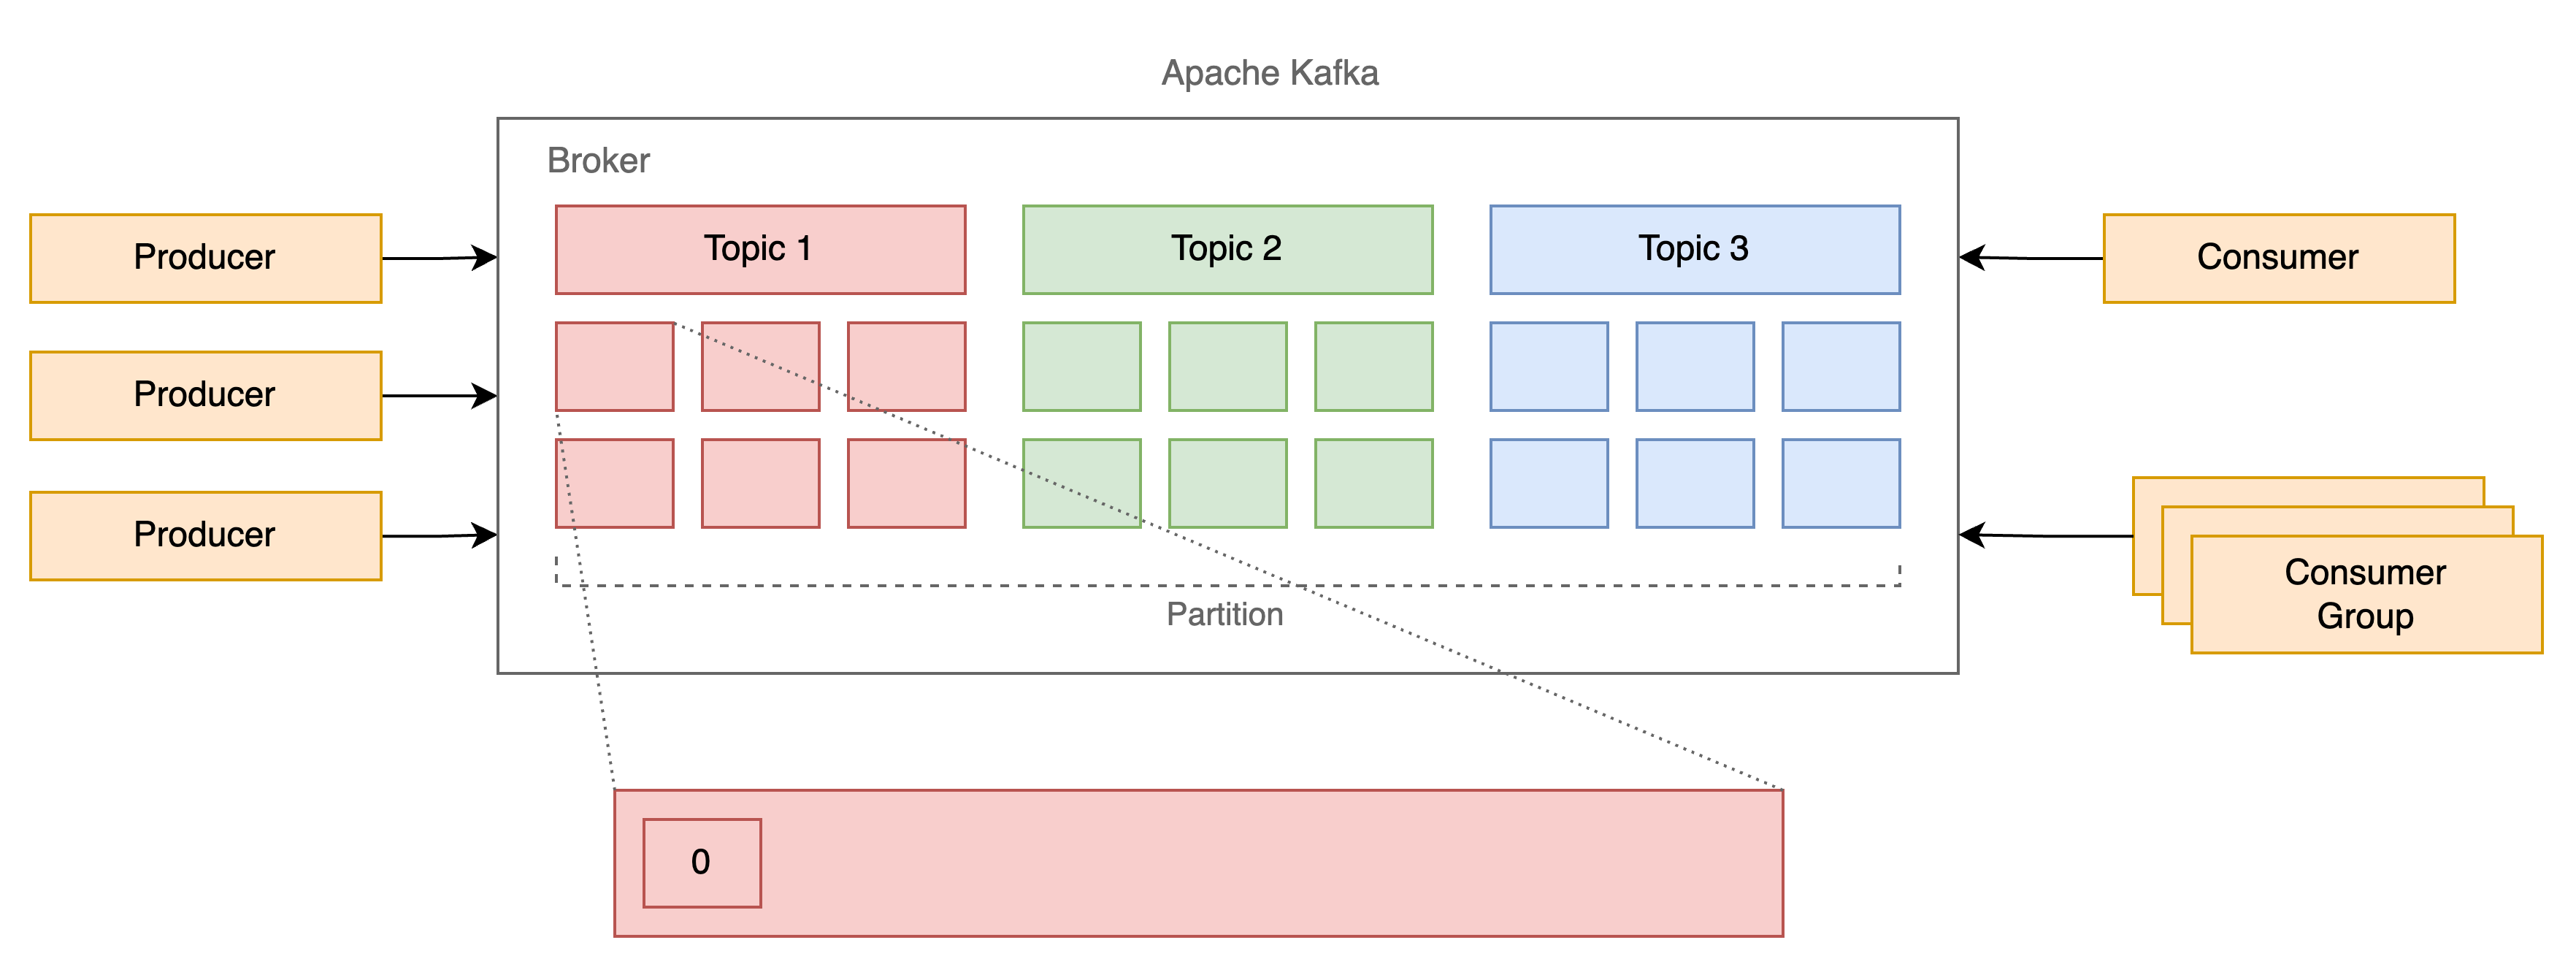 Apache Kafka
Broker
Producer
Topic 1
Topic 2
Topic 3
Consumer
Producer
Producer
Consumer
Group
Partition
0